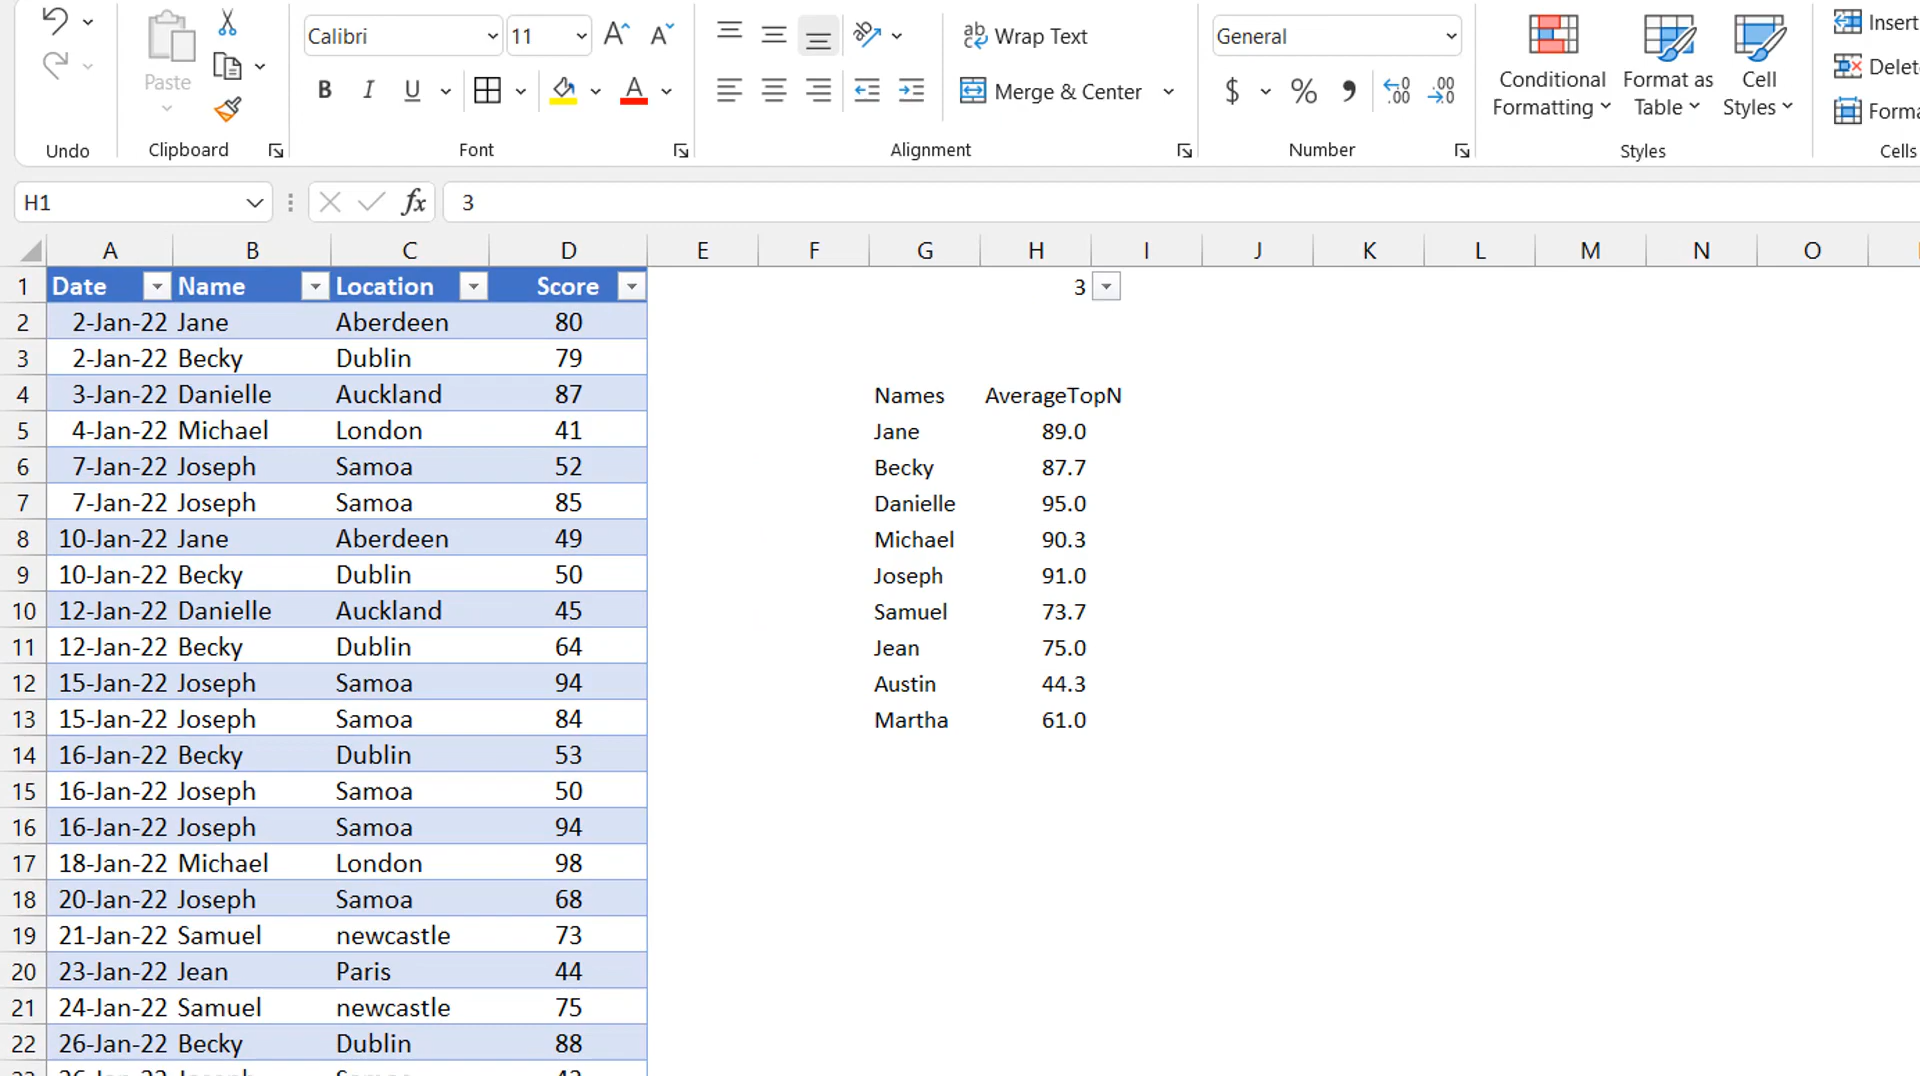 Calibri 11 ab Wrap Text General Insert
Paste B I U A Merge & Center $ % Conditional Formatting Format as Table Cell Styles Delet
Forma
Undo Clipboard Font Alignment Number Styles Cells
H1 fx 3
A B C D E F G H I J K L M N O
1 Date Name Location Score 3
2 2-Jan-22 Jane Aberdeen 80
3 2-Jan-22 Becky Dublin 79
4 3-Jan-22 Danielle Auckland 87 Names AverageTopN
5 4-Jan-22 Michael London 41 Jane 89.0
6 7-Jan-22 Joseph Samoa 52 Becky 87.7
7 7-Jan-22 Joseph Samoa 85 Danielle 95.0
8 10-Jan-22 Jane Aberdeen 49 Michael 90.3
9 10-Jan-22 Becky Dublin 50 Joseph 91.0
10 12-Jan-22 Danielle Auckland 45 Samuel 73.7
11 12-Jan-22 Becky Dublin 64 Jean 75.0
12 15-Jan-22 Joseph Samoa 94 Austin 44.3
13 15-Jan-22 Joseph Samoa 84 Martha 61.0
14 16-Jan-22 Becky Dublin 53
15 16-Jan-22 Joseph Samoa 50
16 16-Jan-22 Joseph Samoa 94
17 18-Jan-22 Michael London 98
18 20-Jan-22 Joseph Samoa 68
19 21-Jan-22 Samuel newcastle 73
20 23-Jan-22 Jean Paris 44
21 24-Jan-22 Samuel newcastle 75
22 26-Jan-22 Becky Dublin 88